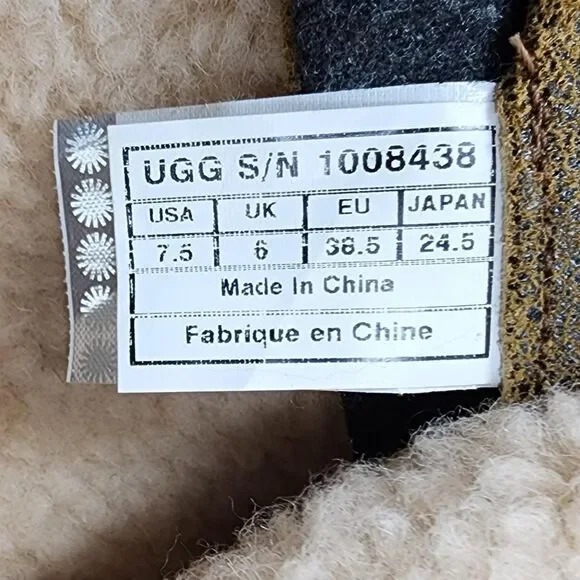 UGG S/N 1008438
USA UK EU JAPAN
7.5 6 38.5 24.5
Made In China
Fabrique en Chine